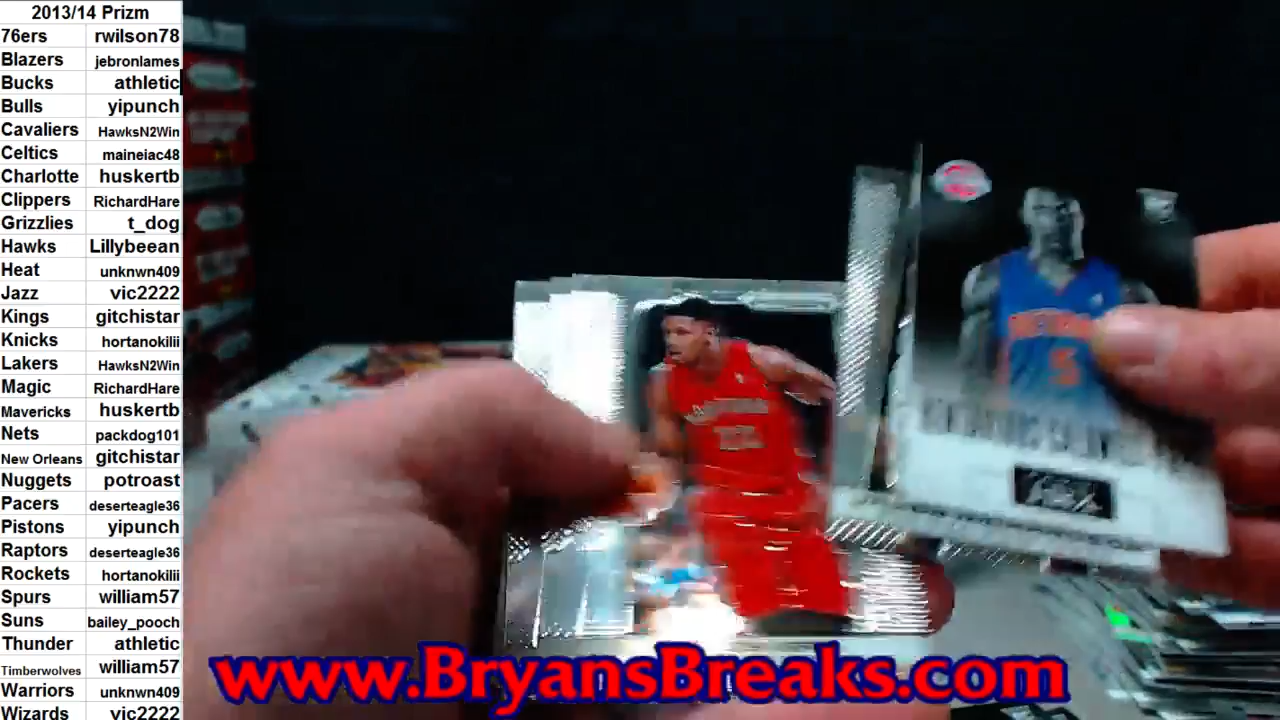 2013/14 Prizm
76ers rwilson78
Blazers jebronlames
Bucks athletic
Bulls yipunch
Cavaliers HawksN2Win
Celtics maineiac48
Charlotte huskertb
Clippers RichardHare
Grizzlies t_dog
Hawks Lillybeean
Heat unknwn409
Jazz vic2222
Kings gitchistar
Knicks hortanokilii
Lakers HawksN2Win
Magic RichardHare
Mavericks huskertb
Nets packdog101
New Orleans gitchistar
Nuggets potroast
Pacers deserteagle36
Pistons yipunch
Raptors deserteagle36
Rockets hortanokilii
Spurs william57
Suns bailey_pooch
Thunder athletic
Timberwolves william57
Warriors unknwn409
Wizards vic2222
www.BryansBreaks.com